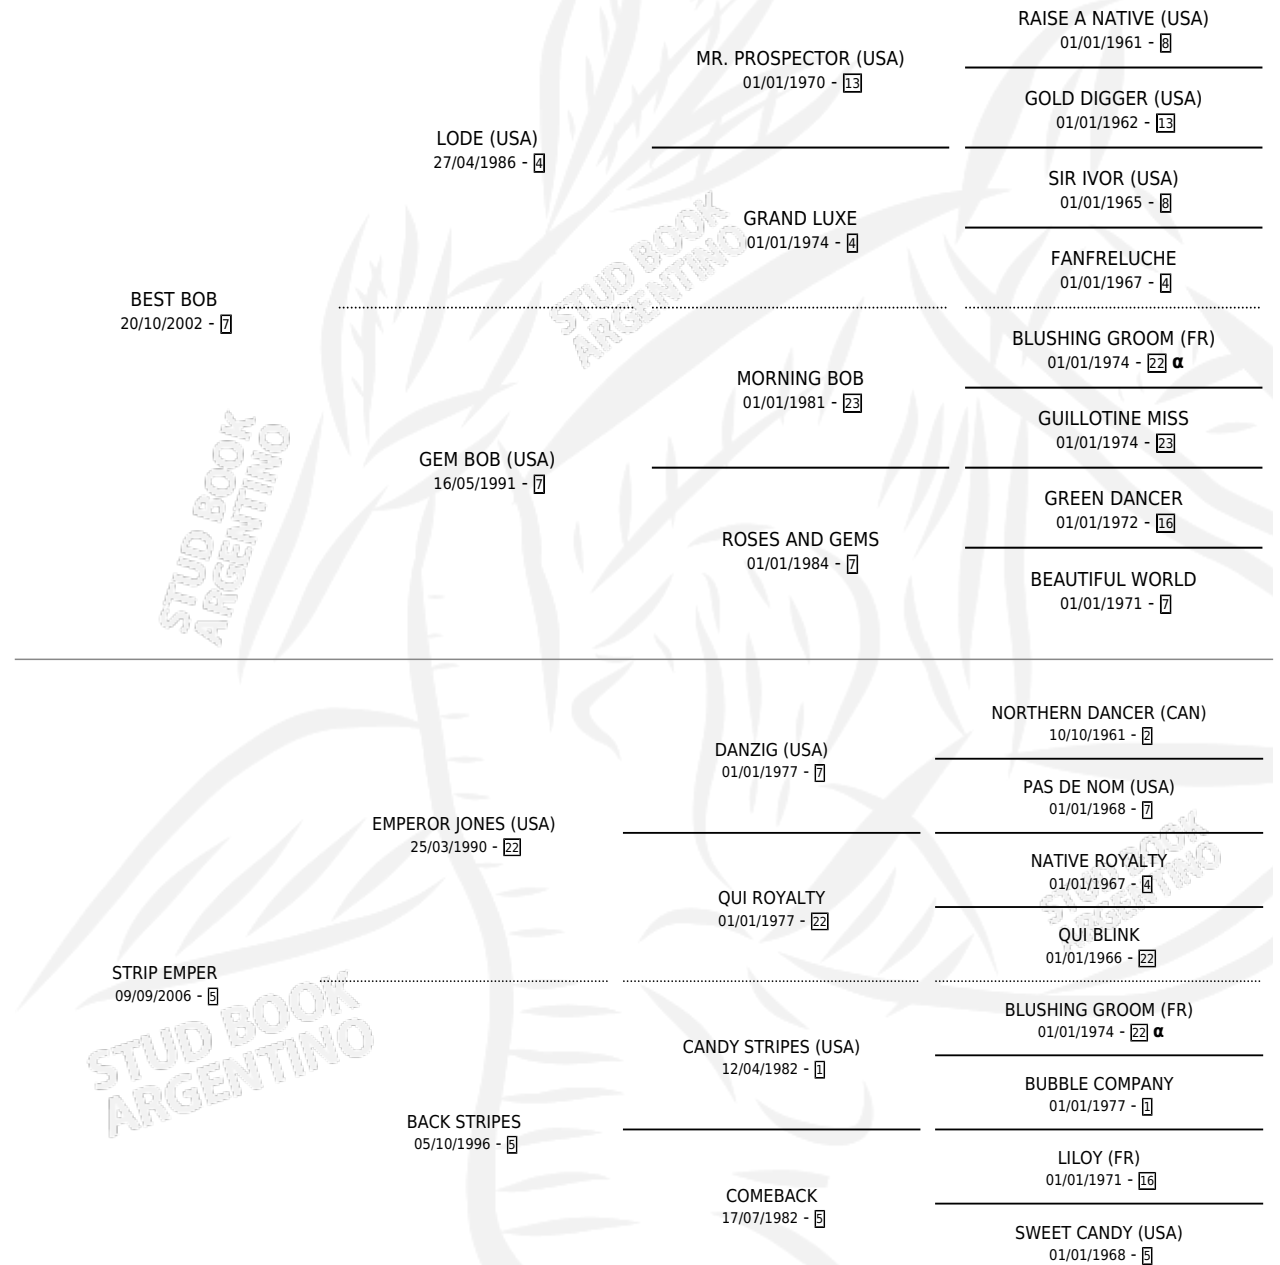 RAISE A NATIVE (USA)
01/01/1961 - 8
MR. PROSPECTOR (USA)
01/01/1970 - 13
GOLD DIGGER (USA)
01/01/1962 - 13
LODE (USA)
27/04/1986 - 4
SIR IVOR (USA)
01/01/1965 - 8
GRAND LUXE
01/01/1974 - 4
FANFRELUCHE
01/01/1967 - 4
BEST BOB
20/10/2002 - 7
BLUSHING GROOM (FR)
01/01/1974 - 22 α
MORNING BOB
01/01/1981 - 23
GUILLOTINE MISS
01/01/1974 - 23
GEM BOB (USA)
16/05/1991 - 7
GREEN DANCER
01/01/1972 - 16
ROSES AND GEMS
01/01/1984 - 7
BEAUTIFUL WORLD
01/01/1971 - 7
STUD BOOK
ARGENTINO
STUD BOOK
ARGENTINO
NORTHERN DANCER (CAN)
10/10/1961 - 2
DANZIG (USA)
01/01/1977 - 7
PAS DE NOM (USA)
01/01/1968 - 7
EMPEROR JONES (USA)
25/03/1990 - 22
NATIVE ROYALTY
01/01/1967 - 4
QUI ROYALTY
01/01/1977 - 22
QUI BLINK
01/01/1966 - 22
STRIP EMPER
09/09/2006 - 5
BLUSHING GROOM (FR)
01/01/1974 - 22 α
CANDY STRIPES (USA)
12/04/1982 - 1
BUBBLE COMPANY
01/01/1977 - 1
BACK STRIPES
05/10/1996 - 5
LILOY (FR)
01/01/1971 - 16
COMEBACK
17/07/1982 - 5
SWEET CANDY (USA)
01/01/1968 - 5
STUD BOOK
ARGENTINO
STUD BOOK
ARGENTINO